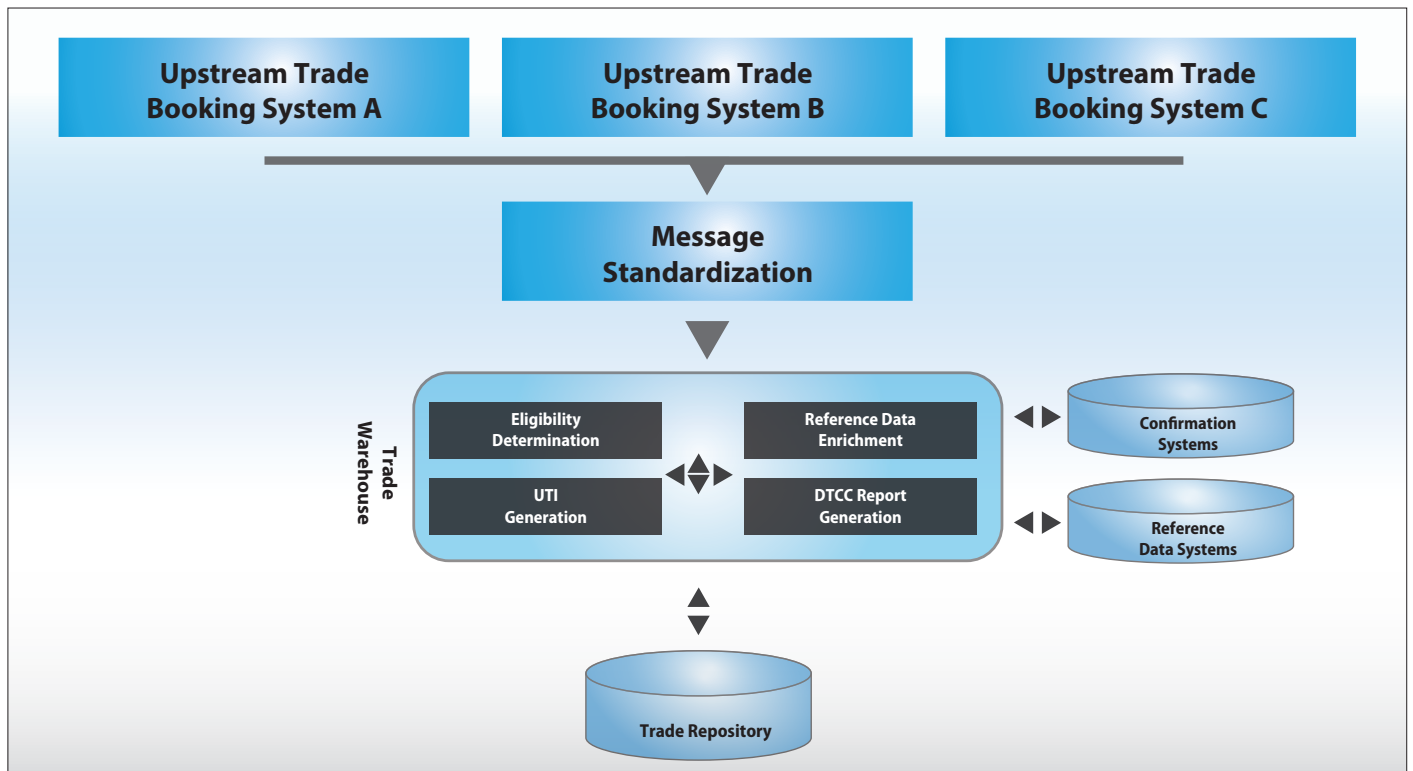 Upstream Trade
Booking System A
Upstream Trade
Booking System B
Upstream Trade
Booking System C
Message
Standardization
Trade
Warehouse
Eligibility
Determination
Reference Data
Enrichment
UTI
Generation
DTCC Report
Generation
Confirmation
Systems
Reference
Data Systems
Trade Repository